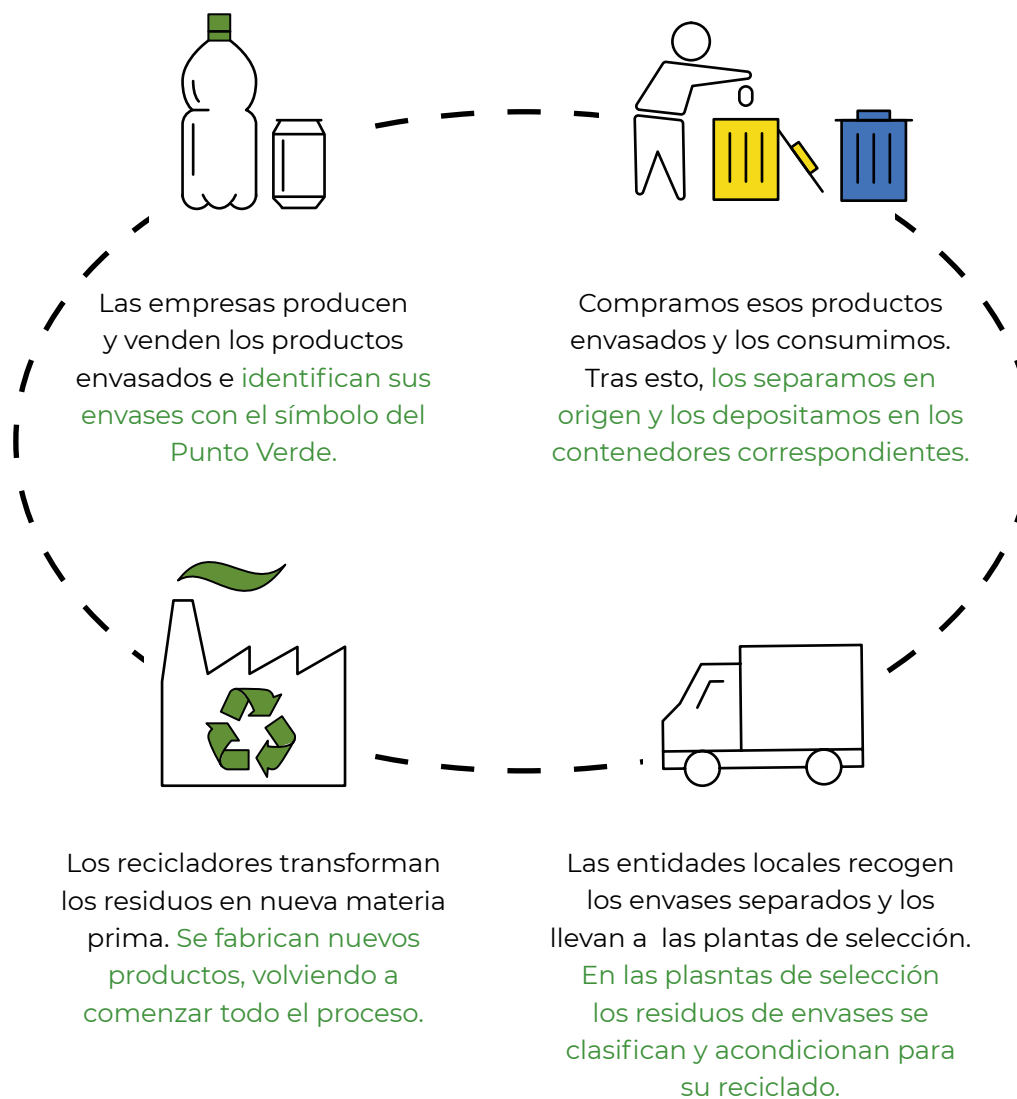 Las empresas producen
y venden los productos
envasados e identifican sus
envases con el símbolo del
Punto Verde.
Compramos esos productos
envasados y los consumimos.
Tras esto, los separamos en
origen y los depositamos en los
contenedores correspondientes.
Los recicladores transforman
los residuos en nueva materia
prima. Se fabrican nuevos
productos, volviendo a
comenzar todo el proceso.
Las entidades locales recogen
los envases separados y los
llevan a  las plantas de selección.
En las plasntas de selección
los residuos de envases se
clasifican y acondicionan para
su reciclado.